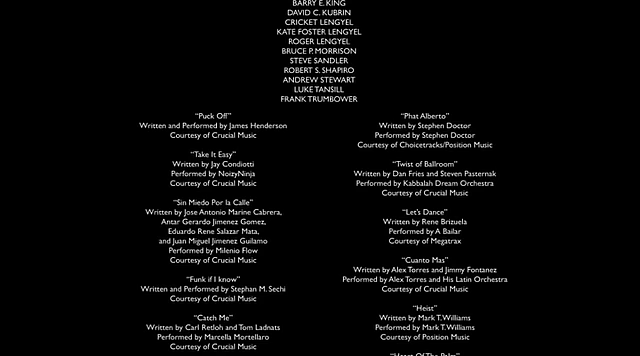 BARRY E. KING
DAVID C. KUBRIN
CRICKET LENGYEL
KATE FOSTER LENGYEL
ROGER LENGYEL
BRUCE P. MORRISON
STEVE SANDLER
ROBERT S. SHAPIRO
ANDREW STEWART
LUKE TANSILL
FRANK TRUMBOWER
“Puck Off”
Written and Performed by James Henderson
Courtesy of Crucial Music
“Take It Easy”
Written by Jay Condiotti
Performed by NoizyNinja
Courtesy of Crucial Music
“Sin Miedo Por la Calle”
Written by Jose Antonio Marine Cabrera,
Antar Gerardo Jimenez Gomez,
Eduardo Rene Salazar Mata,
and Juan Miguel Jimenez Guilamo
Performed by Milenio Flow
Courtesy of Crucial Music
“Funk if I know”
Written and Performed by Stephan M. Sechi
Courtesy of Crucial Music
“Catch Me”
Written by Carl Retloh and Tom Ladnats
Performed by Marcella Mortellaro
Courtesy of Crucial Music
“Phat Alberto”
Written by Stephen Doctor
Performed by Stephen Doctor
Courtesy of Choicetracks/Position Music
“Twist of Ballroom”
Written by Dan Fries and Steven Pasternak
Performed by Kabbalah Dream Orchestra
Courtesy of Crucial Music
“Let’s Dance”
Written by Rene Brizuela
Performed by A Bailar
Courtesy of Megatrax
“Cuanto Mas”
Written by Alex Torres and Jimmy Fontanez
Performed by Alex Torres and His Latin Orchestra
Courtesy of Crucial Music
“Heist”
Written by Mark T. Williams
Performed by Mark T. Williams
Courtesy of Position Music